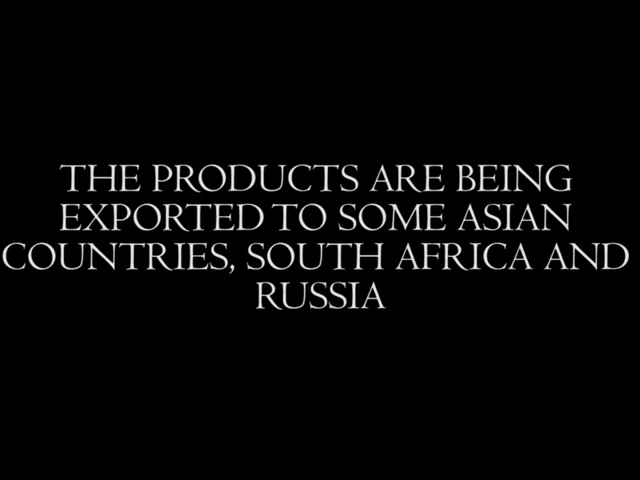 THE PRODUCTS ARE BEING
EXPORTED TO SOME ASIAN
COUNTRIES, SOUTH AFRICA AND
RUSSIA